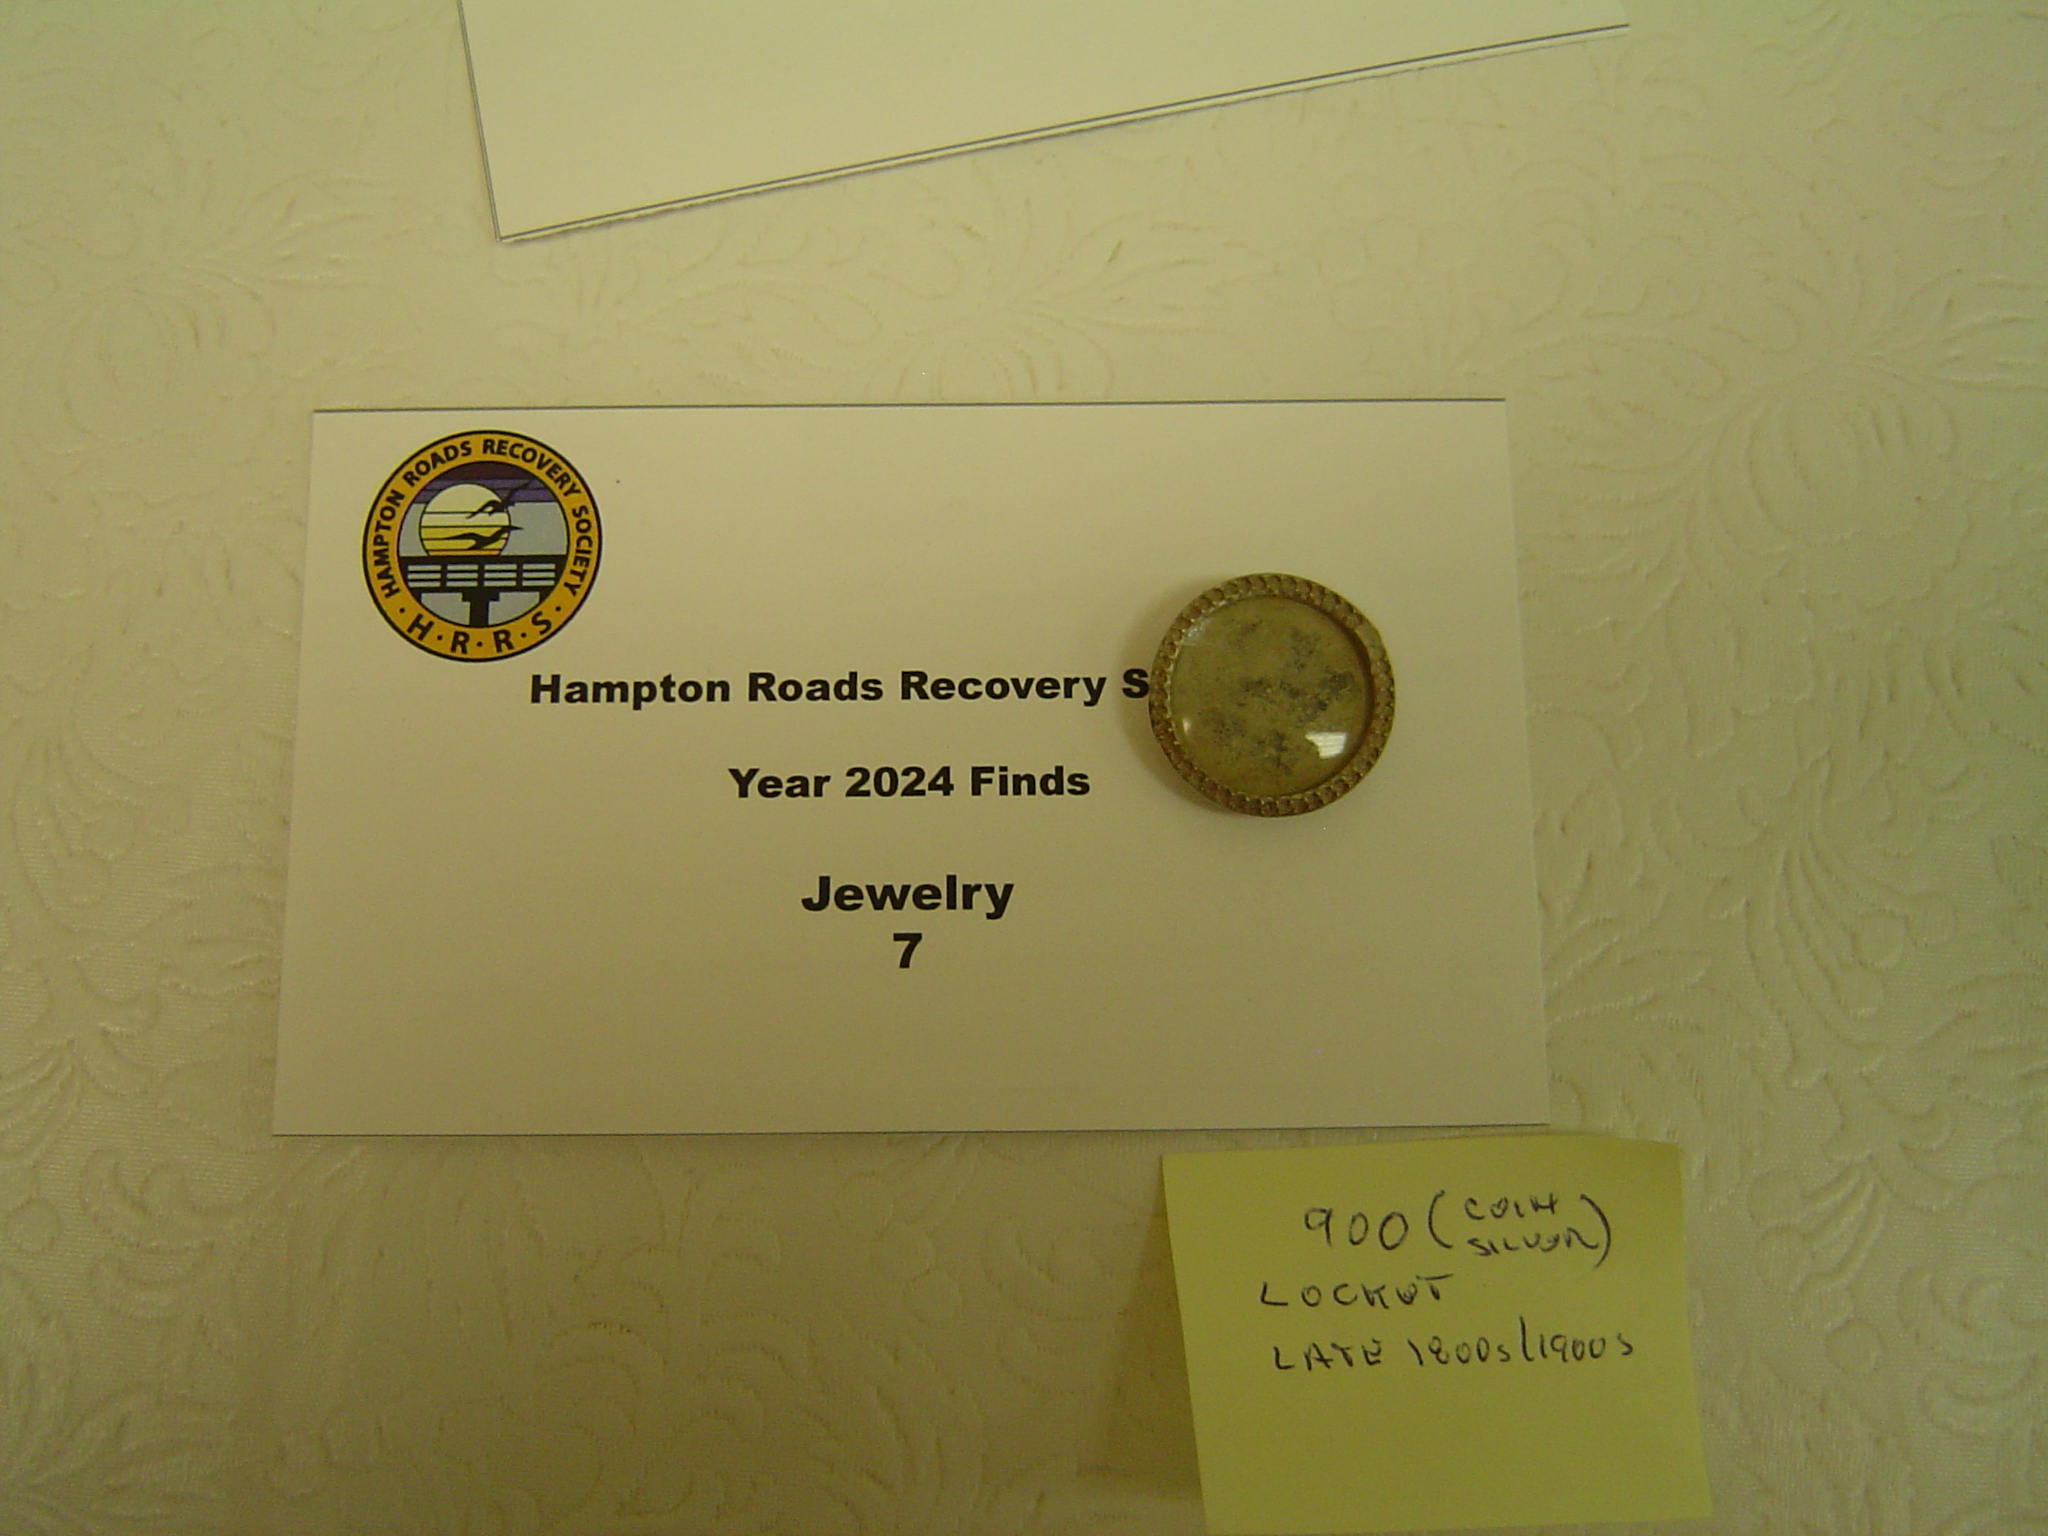 HAMPTON ROADS RECOVERY SOCIETY
· H · R · R · S ·
Hampton Roads Recovery S
Year 2024 Finds
Jewelry
7
900 (COIN
SILVER)
LOCKET
LATE 1800s/1900s